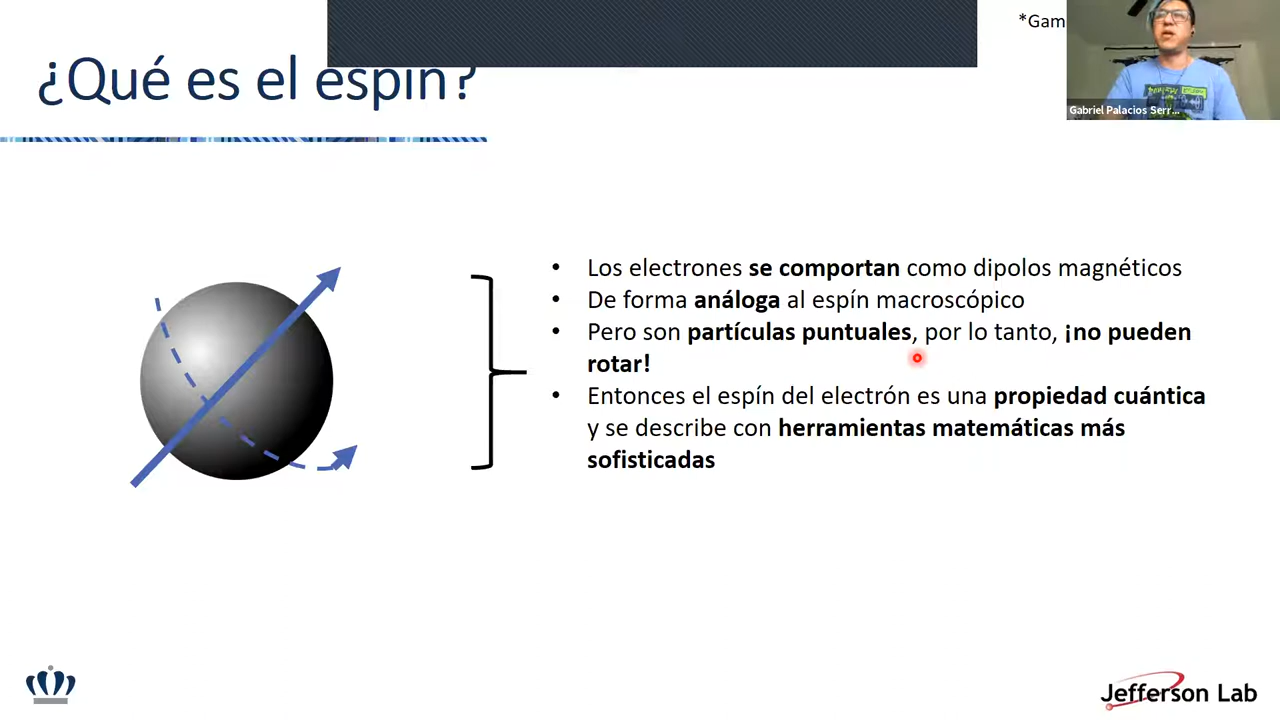 *Gam
¿Qué es el espín?
Gabriel Palacios Serr...
• Los electrones se comportan como dipolos magnéticos
• De forma análoga al espín macroscópico
• Pero son partículas puntuales, por lo tanto, ¡no pueden
rotar!
• Entonces el espín del electrón es una propiedad cuántica
y se describe con herramientas matemáticas más
sofisticadas
Jefferson Lab